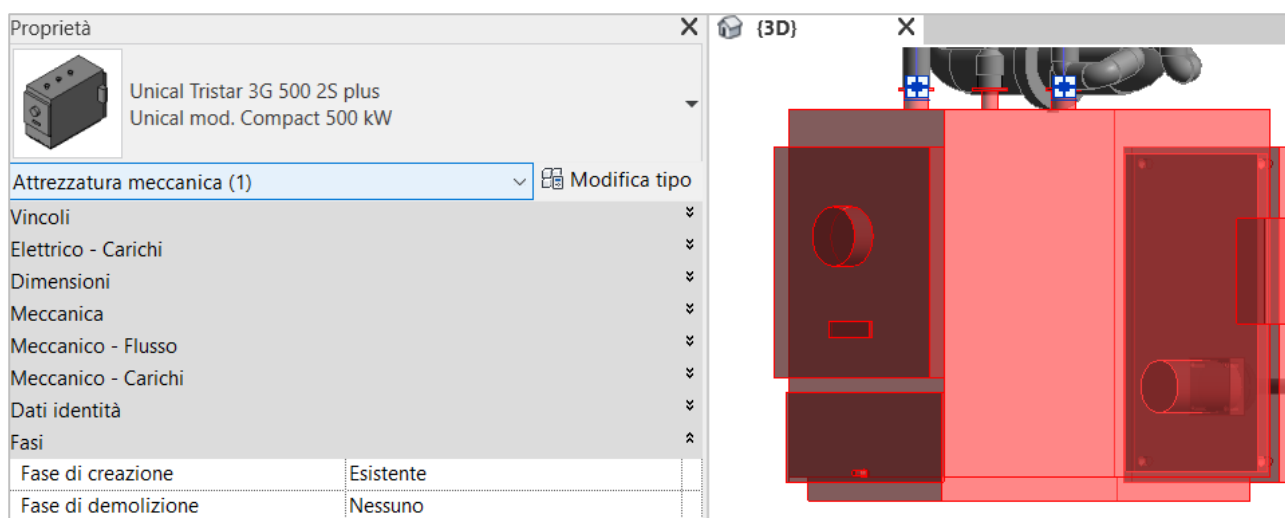 Proprietà
{3D}
Unical Tristar 3G 500 2S plus
Unical mod. Compact 500 kW
Attrezzatura meccanica (1)
Modifica tipo
Vincoli
Elettrico - Carichi
Dimensioni
Meccanica
Meccanico - Flusso
Meccanico - Carichi
Dati identità
Fasi
Fase di creazione Esistente
Fase di demolizione Nessuno